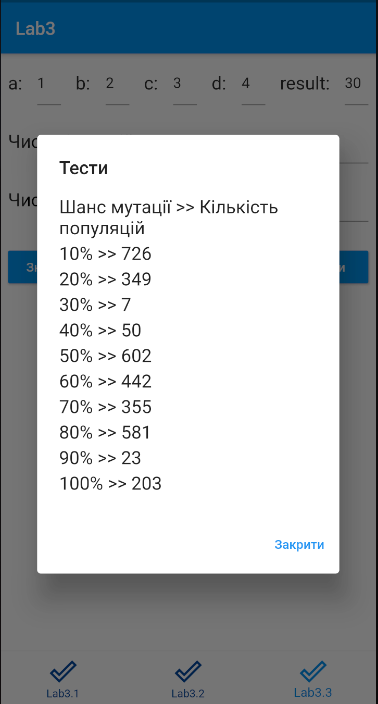 Lab3
a: 1 b: 2 c: 3 d: 4 result: 30
Чис
Тести
Шанс мутації >> Кількість
популяцій
10% >> 726
20% >> 349
30% >> 7
40% >> 50
50% >> 602
60% >> 442
70% >> 355
80% >> 581
90% >> 23
100% >> 203
Чис
Закрити
Lab3.1 Lab3.2 Lab3.3